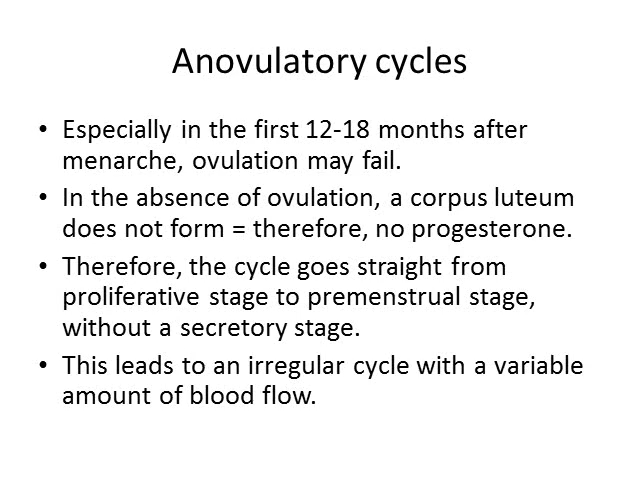 Anovulatory cycles
• Especially in the first 12-18 months after
menarche, ovulation may fail.
• In the absence of ovulation, a corpus luteum
does not form = therefore, no progesterone.
• Therefore, the cycle goes straight from
proliferative stage to premenstrual stage,
without a secretory stage.
• This leads to an irregular cycle with a variable
amount of blood flow.